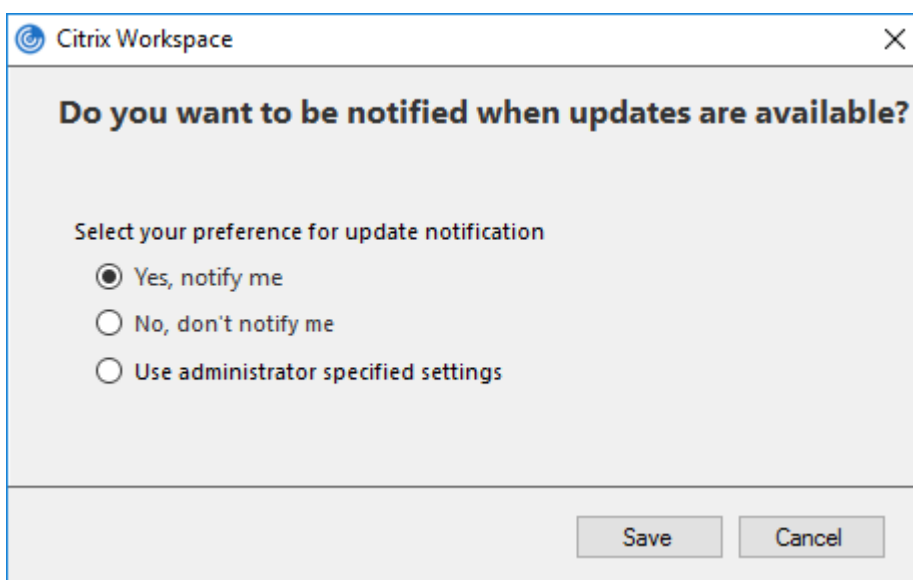 Citrix Workspace
Do you want to be notified when updates are available?
Select your preference for update notification
Yes, notify me
No, don't notify me
Use administrator specified settings
Save
Cancel